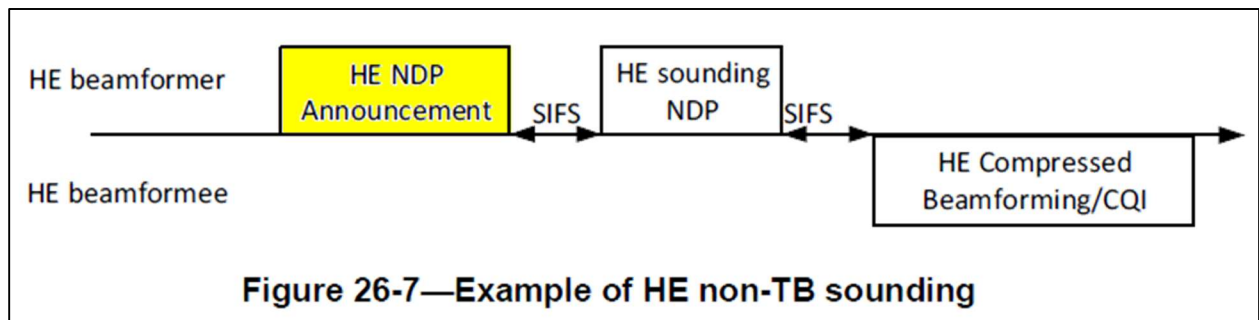 HE beamformer
HE NDP
Announcement
SIFS
HE sounding
NDP
SIFS
HE beamformee
HE Compressed
Beamforming/CQI
Figure 26-7—Example of HE non-TB sounding